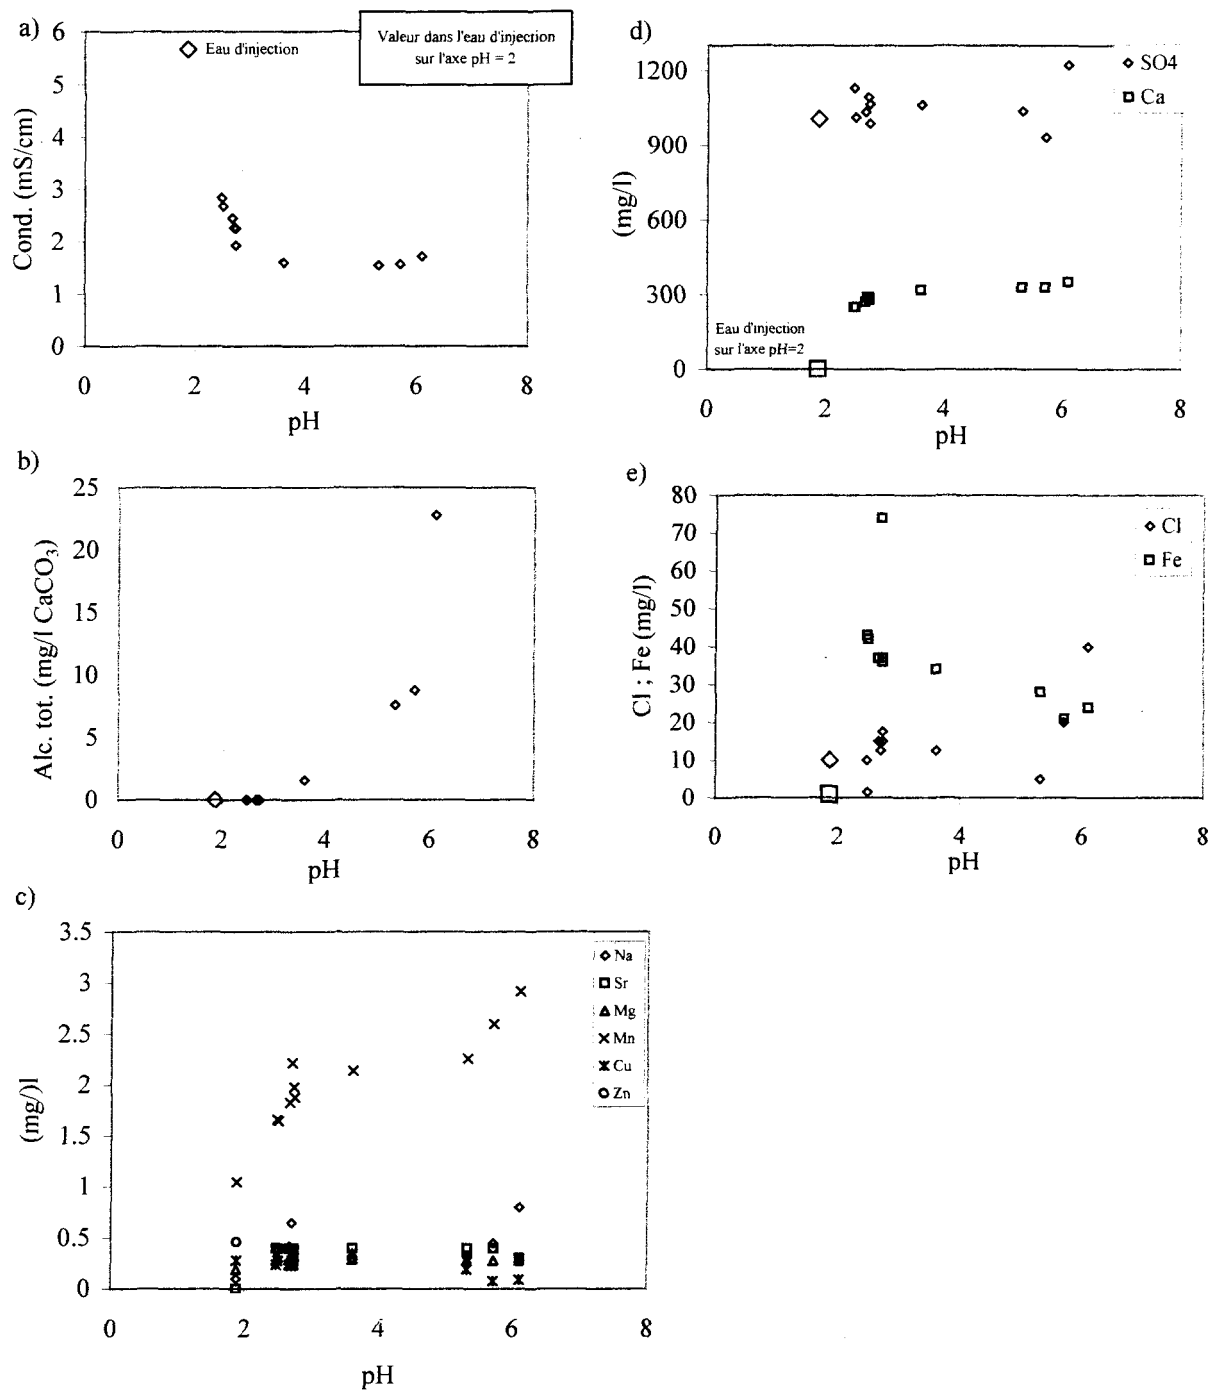 a)
6
5
4
3
2
1
0
Cond. (mS/cm)
Eau d'injection
Valeur dans l'eau d'injection
sur l'axe pH = 2
0 2 4 6 8
pH
b)
25
20
15
10
5
0
Alc. tot. (mg/l CaCO₃)
0 2 4 6 8
pH
c)
3.5
3
2.5
2
1.5
1
0.5
0
(mg/)l
Na
Sr
Mg
Mn
Cu
Zn
0 2 4 6 8
pH
d)
1200
900
600
300
0
(mg/l)
SO4
Ca
Eau d'injection
sur l'axe pH=2
0 2 4 6 8
pH
e)
80
70
60
50
40
30
20
10
0
Cl ; Fe (mg/l)
Cl
Fe
0 2 4 6 8
pH